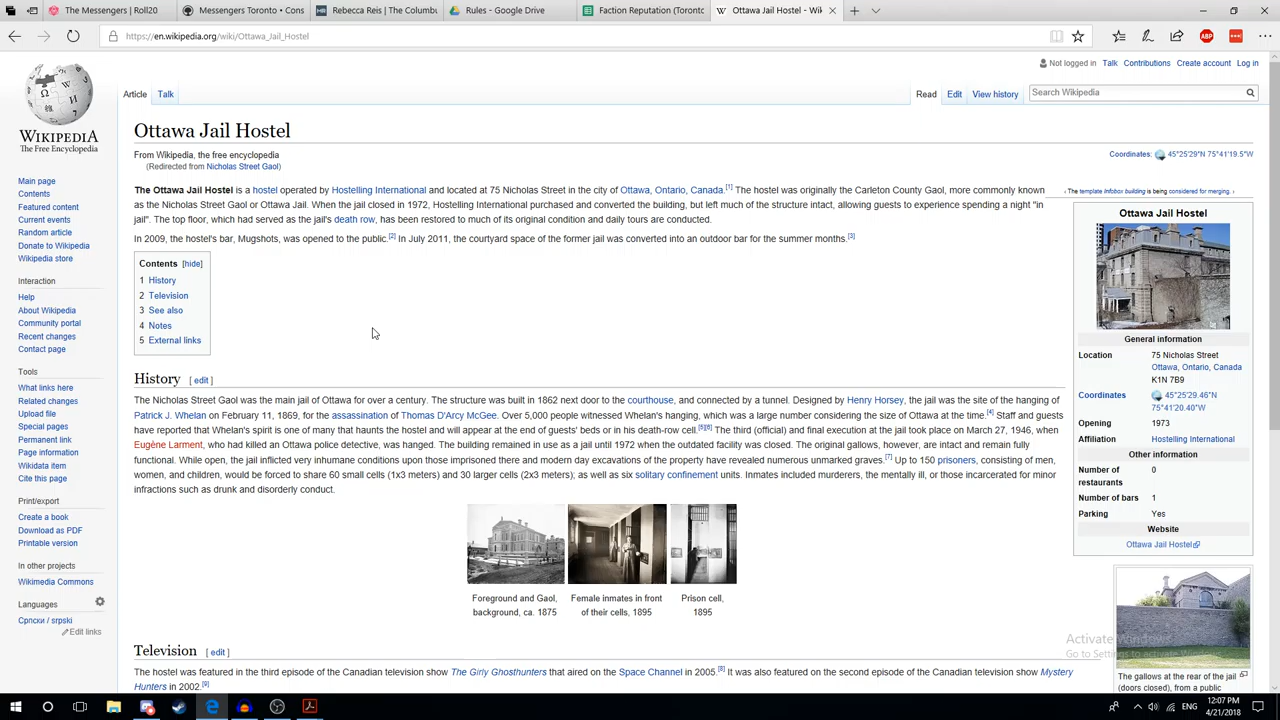 The Messengers | Roll20
Messengers Toronto • Cons
Rebecca Reis | The Columbu
Rules - Google Drive
Faction Reputation (Toronto
Ottawa Jail Hostel - Wik
https://en.wikipedia.org/wiki/Ottawa_Jail_Hostel
ABP
Not logged in Talk Contributions Create account Log in
Article Talk
Read Edit View history Search Wikipedia
WIKIPEDIA
The Free Encyclopedia
Main page
Contents
Featured content
Current events
Random article
Donate to Wikipedia
Wikipedia store
Interaction
Help
About Wikipedia
Community portal
Recent changes
Contact page
Tools
What links here
Related changes
Upload file
Special pages
Permanent link
Page information
Wikidata item
Cite this page
Print/export
Create a book
Download as PDF
Printable version
In other projects
Wikimedia Commons
Languages
Српски / srpski
Edit links
Ottawa Jail Hostel
From Wikipedia, the free encyclopedia
(Redirected from Nicholas Street Gaol)
Coordinates: 45°25′29″N 75°41′19.5″W
The Ottawa Jail Hostel is a hostel operated by Hostelling International and located at 75 Nicholas Street in the city of Ottawa, Ontario, Canada.[1] The hostel was originally the Carleton County Gaol, more commonly known
as the Nicholas Street Gaol or Ottawa Jail. When the jail closed in 1972, Hostelling International purchased and converted the building, but left much of the structure intact, allowing guests to experience spending a night "in
jail". The top floor, which had served as the jail's death row, has been restored to much of its original condition and daily tours are conducted.
In 2009, the hostel's bar, Mugshots, was opened to the public.[2] In July 2011, the courtyard space of the former jail was converted into an outdoor bar for the summer months.[3]
Contents [hide]
1 History
2 Television
3 See also
4 Notes
5 External links
History [ edit ]
The Nicholas Street Gaol was the main jail of Ottawa for over a century. The structure was built in 1862 next door to the courthouse, and connected by a tunnel. Designed by Henry Horsey, the jail was the site of the hanging of
Patrick J. Whelan on February 11, 1869, for the assassination of Thomas D'Arcy McGee. Over 5,000 people witnessed Whelan's hanging, which was a large number considering the size of Ottawa at the time.[4] Staff and guests
have reported that Whelan's spirit is one of many that haunts the hostel and will appear at the end of guests' beds or in his death-row cell.[5][6] The third (official) and final execution at the jail took place on March 27, 1946, when
Eugène Larment, who had killed an Ottawa police detective, was hanged. The building remained in use as a jail until 1972 when the outdated facility was closed. The original gallows, however, are intact and remain fully
functional. While open, the jail inflicted very inhumane conditions upon those imprisoned there and modern day excavations of the property have revealed numerous unmarked graves.[7] Up to 150 prisoners, consisting of men,
women, and children, would be forced to share 60 small cells (1x3 meters) and 30 larger cells (2x3 meters); as well as six solitary confinement units. Inmates included murderers, the mentally ill, or those incarcerated for minor
infractions such as drunk and disorderly conduct.
Foreground and Gaol,
background, ca. 1875
Female inmates in front
of their cells, 1895
Prison cell,
1895
Television [ edit ]
The hostel was featured in the third episode of the Canadian television show The Girly Ghosthunters that aired on the Space Channel in 2005.[8] It was also featured on the second episode of the Canadian television show Mystery
Hunters in 2002.[9]
‹ The template Infobox building is being considered for merging. ›
Ottawa Jail Hostel
General information
Location 75 Nicholas Street
Ottawa, Ontario, Canada
K1N 7B9
Coordinates 45°25′29.46″N
75°41′20.40″W
Opening 1973
Affiliation Hostelling International
Other information
Number of 0
restaurants
Number of bars 1
Parking Yes
Website
Ottawa Jail Hostel
The gallows at the rear of the jail
(doors closed), from a public
Activate Windows
Go to Settings to activate Windows.
ENG
12:07 PM
4/21/2018